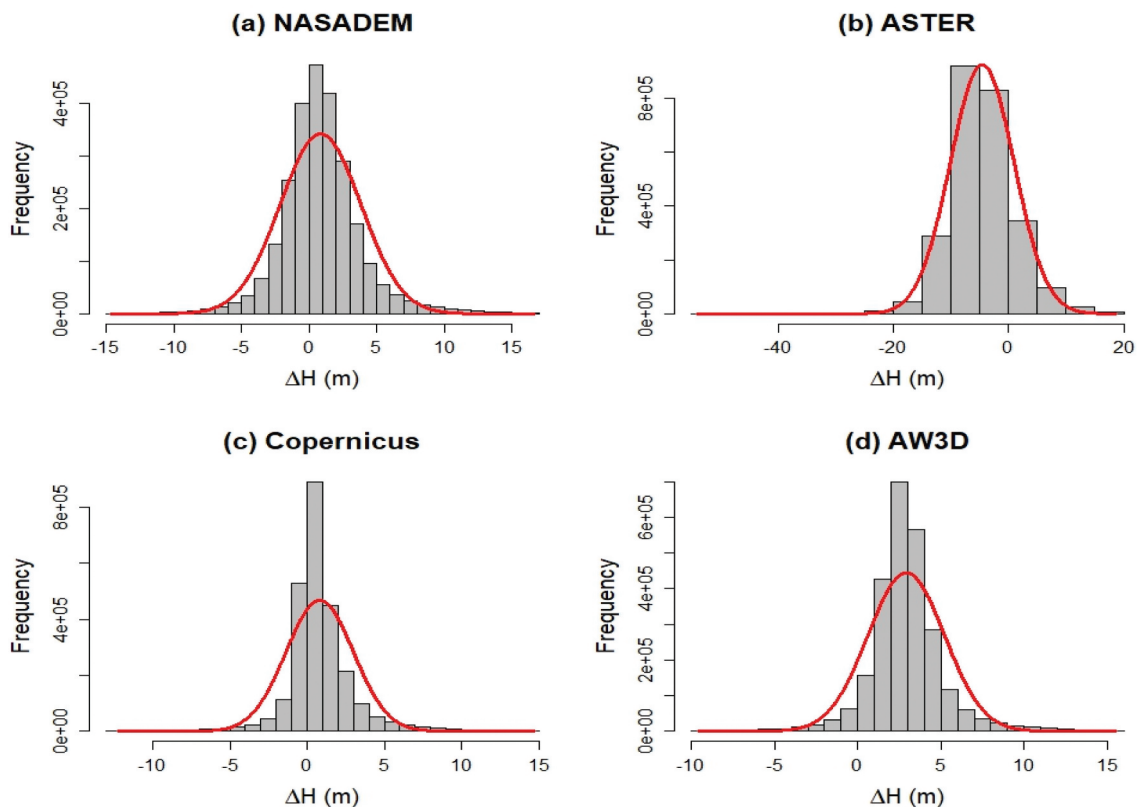 (a) NASADEM
Frequency
0e+00 2e+05 4e+05
-15 -10 -5 0 5 10 15
ΔH (m)
(b) ASTER
Frequency
0e+00 4e+05 8e+05
-40 -20 0 20
ΔH (m)
(c) Copernicus
Frequency
0e+00 4e+05 8e+05
-10 -5 0 5 10 15
ΔH (m)
(d) AW3D
Frequency
0e+00 2e+05 4e+05 6e+05
-10 -5 0 5 10 15
ΔH (m)